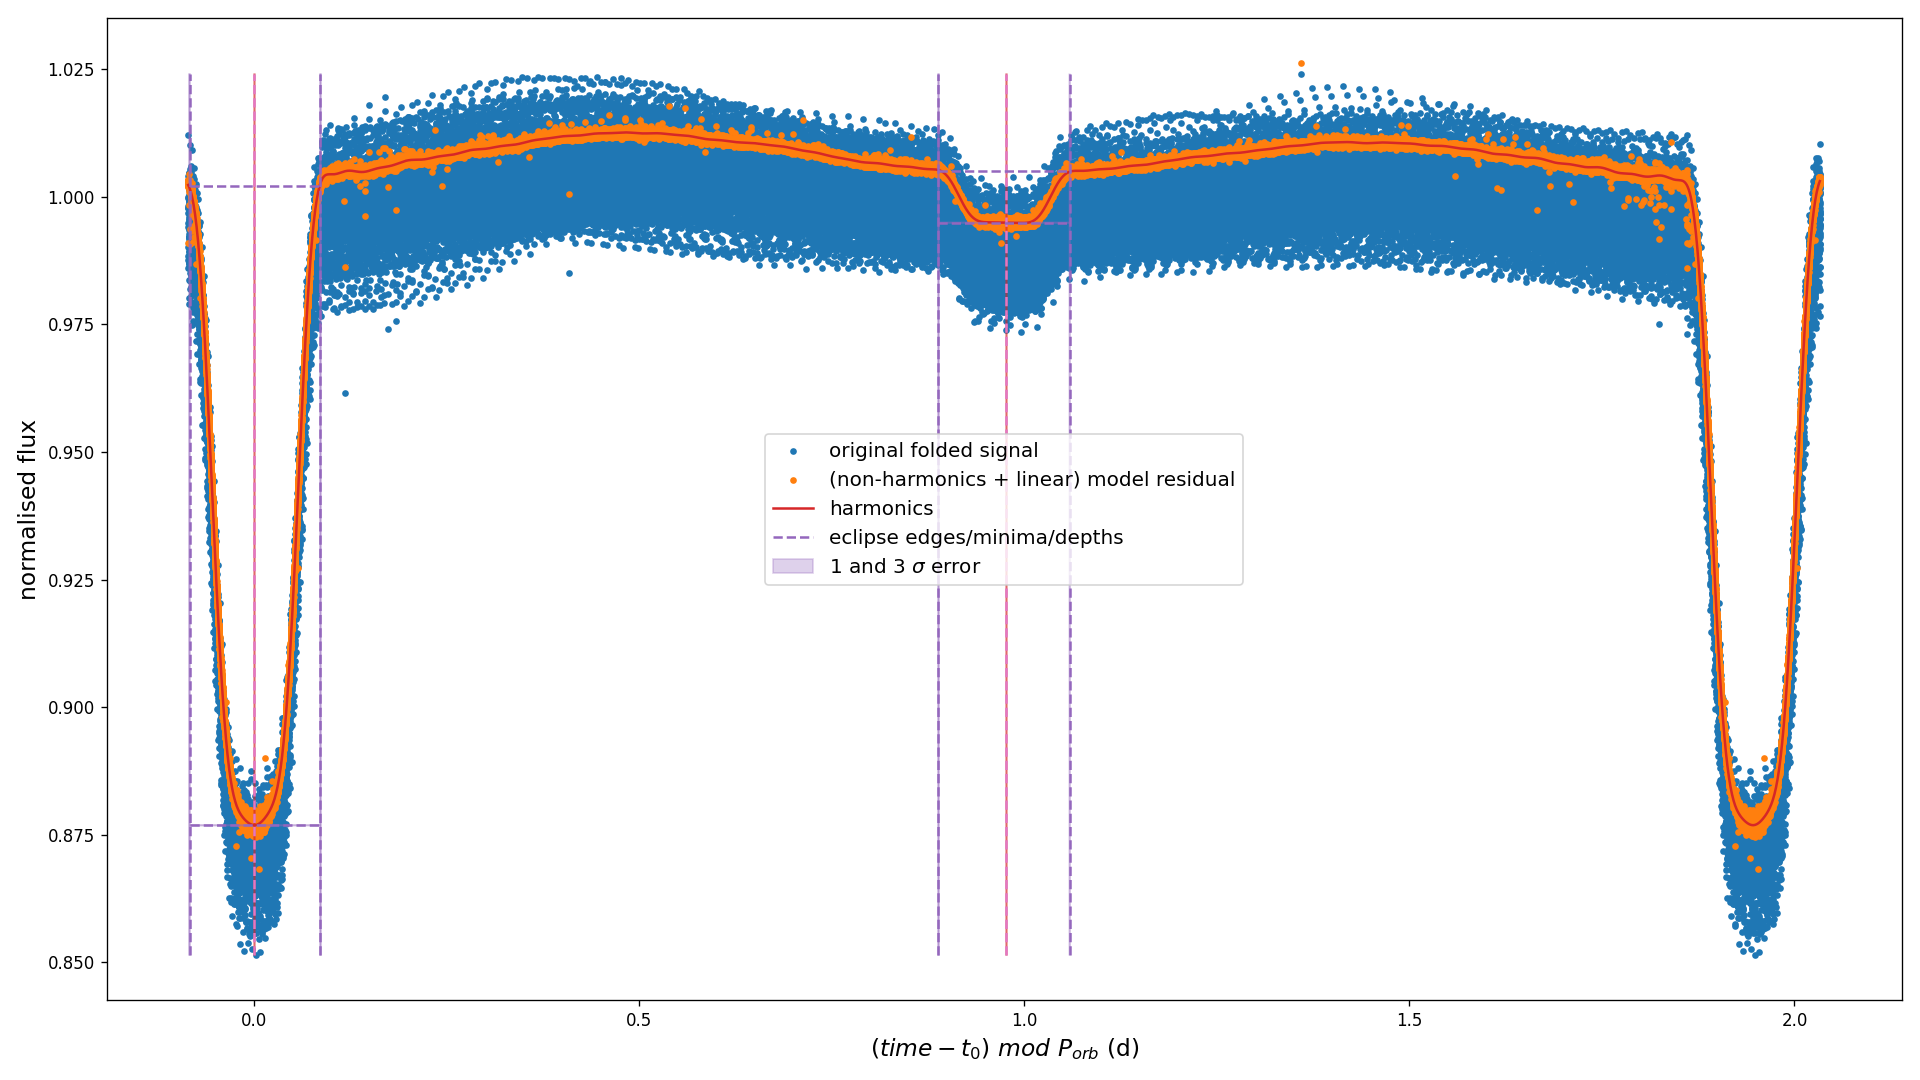 1.025
1.000
0.975
0.950
0.925
0.900
0.875
0.850
normalised flux
original folded signal
(non-harmonics + linear) model residual
harmonics
eclipse edges/minima/depths
1 and 3 σ error
0.0 0.5 1.0 1.5 2.0
(time − t₀) mod P_orb (d)